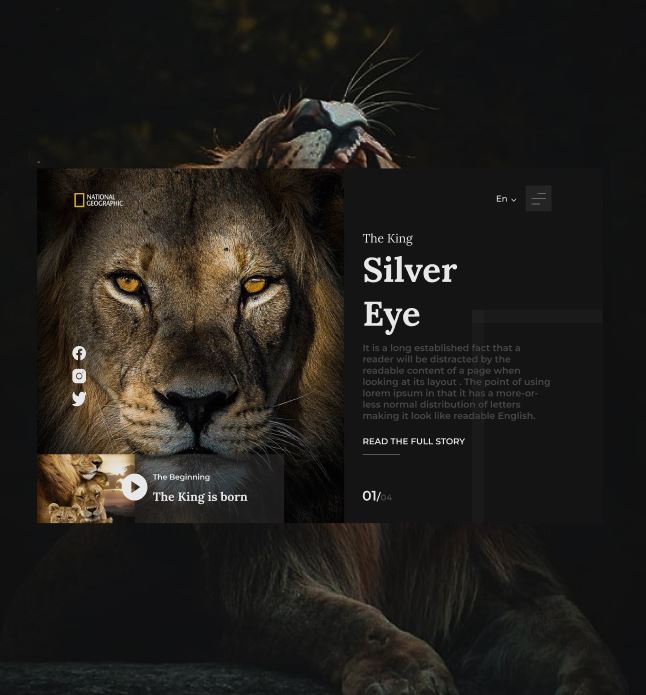 NATIONAL
GEOGRAPHIC
En
The King
Silver
Eye
It is a long established fact that a
reader will be distracted by the
readable content of a page when
looking at its layout . The point of using
lorem ipsum in that it has a more-or-
less normal distribution of letters
making it look like readable English.
READ THE FULL STORY
The Beginning
The King is born
01/04